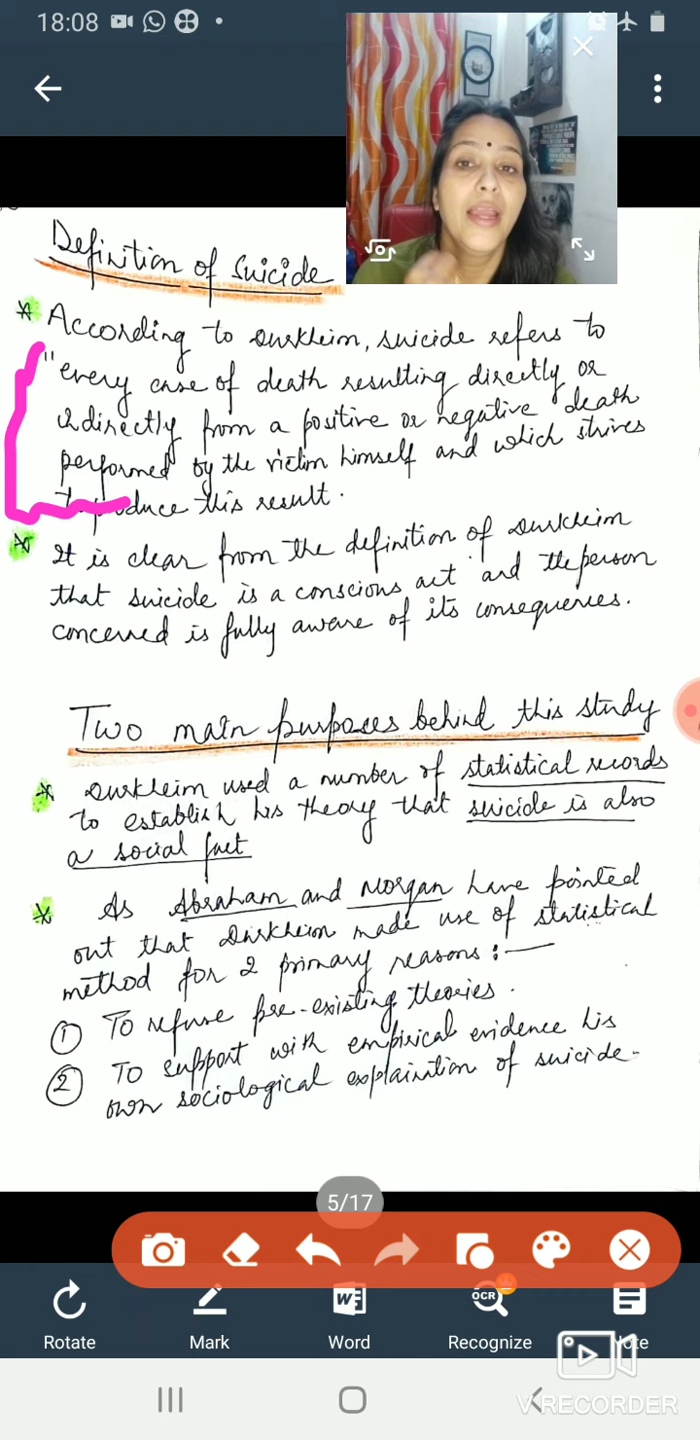 18:08
Definition of Suicide
* According to Durkheim, suicide refers to
"every case of death resulting directly or
indirectly from a positive or negative death
performed by the victim himself and which strives
to produce this result.
* It is clear from the definition of Durkheim
that suicide is a conscious act and the person
concerned is fully aware of its consequences.
Two main purposes behind this study
* Durkheim used a number of statistical records
to establish his theory that suicide is also
a social fact
* As Abraham and Morgan have pointed
out that Durkheim made use of statistical
method for 2 primary reasons :—
① To refuse pre-existing theories.
② To support with empirical evidence his
own sociological explaination of suicide.
5/17
W OCR
Rotate Mark Word Recognize Note
V RECORDER